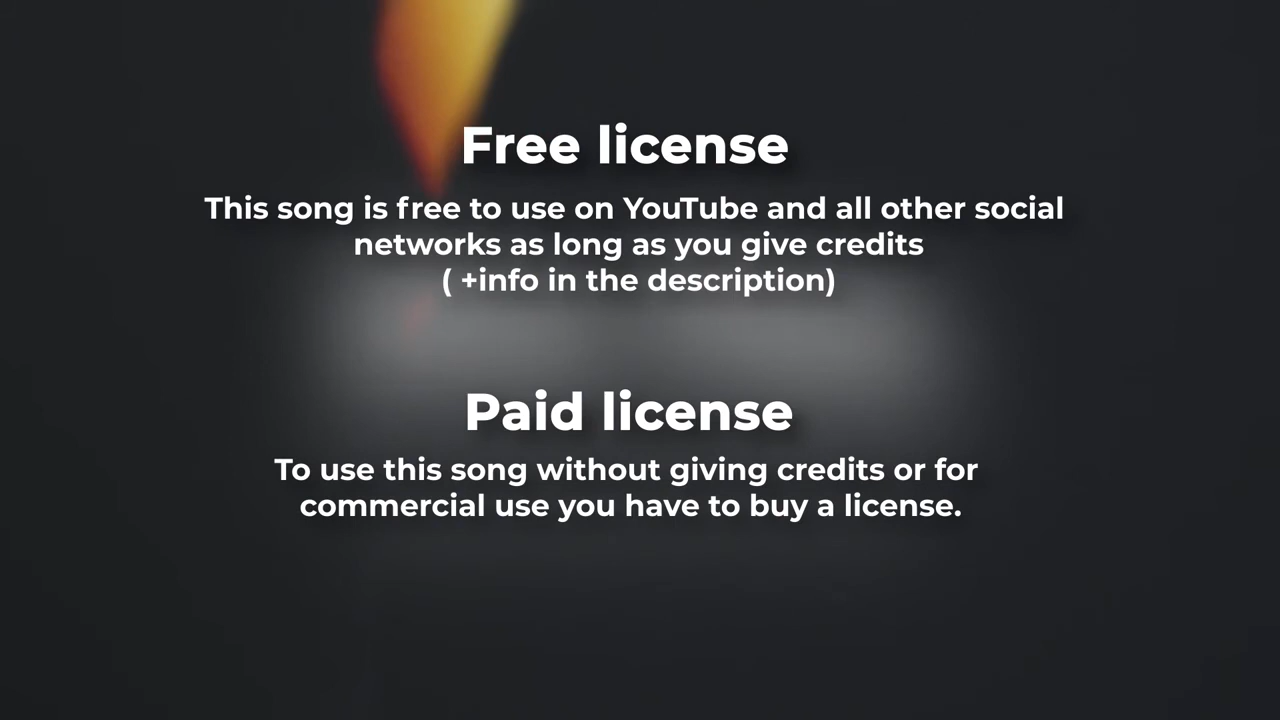 Free license
This song is free to use on YouTube and all other social
networks as long as you give credits
( +info in the description)
Paid license
To use this song without giving credits or for
commercial use you have to buy a license.